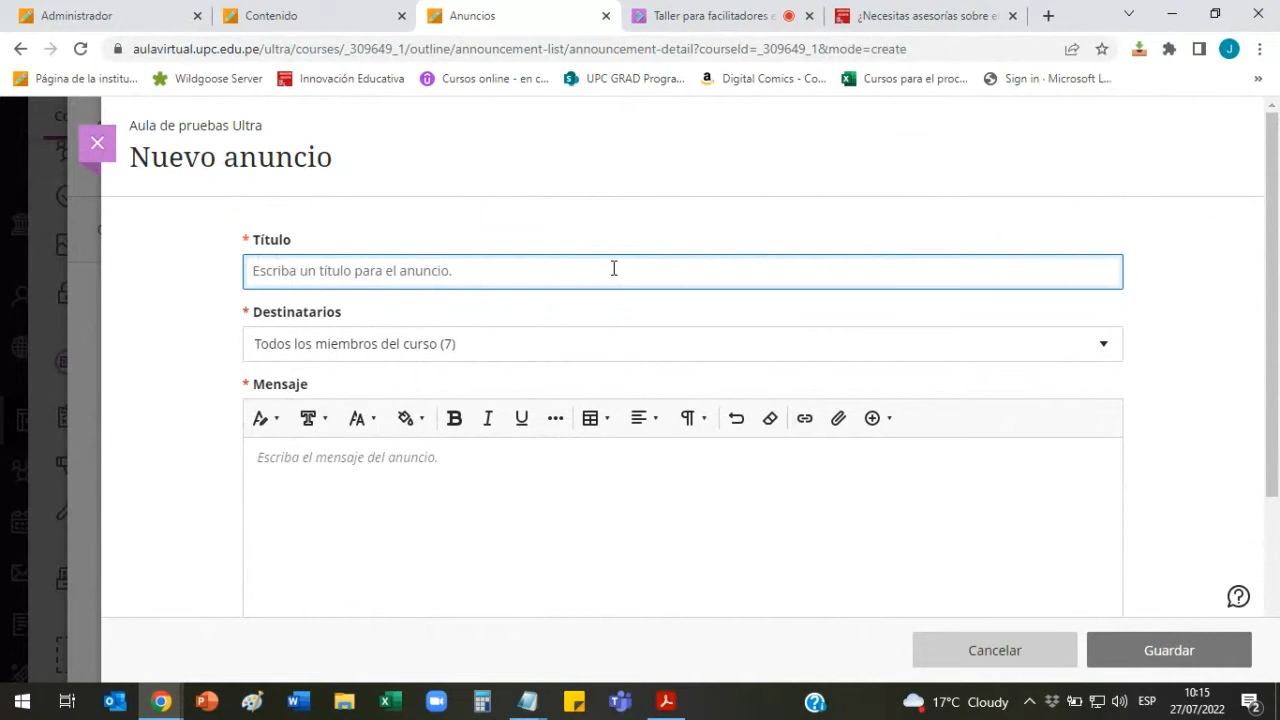 Administrador
Contenido
Anuncios
Taller para facilitadores e
¿Necesitas asesorías sobre e
aulavirtual.upc.edu.pe/ultra/courses/_309649_1/outline/announcement-list/announcement-detail?courseId=_309649_1&mode=create
J
Página de la institu...
Wildgoose Server
Innovación Educativa
Cursos online - en c...
UPC GRAD Progra...
Digital Comics - Co...
Cursos para el proc...
Sign in · Microsoft L...
»
Aula de pruebas Ultra
Nuevo anuncio
* Título
Escriba un título para el anuncio.
* Destinatarios
Todos los miembros del curso (7)
* Mensaje
B I U
Escriba el mensaje del anuncio.
Cancelar
Guardar
17°C Cloudy
ESP
10:15
27/07/2022
2